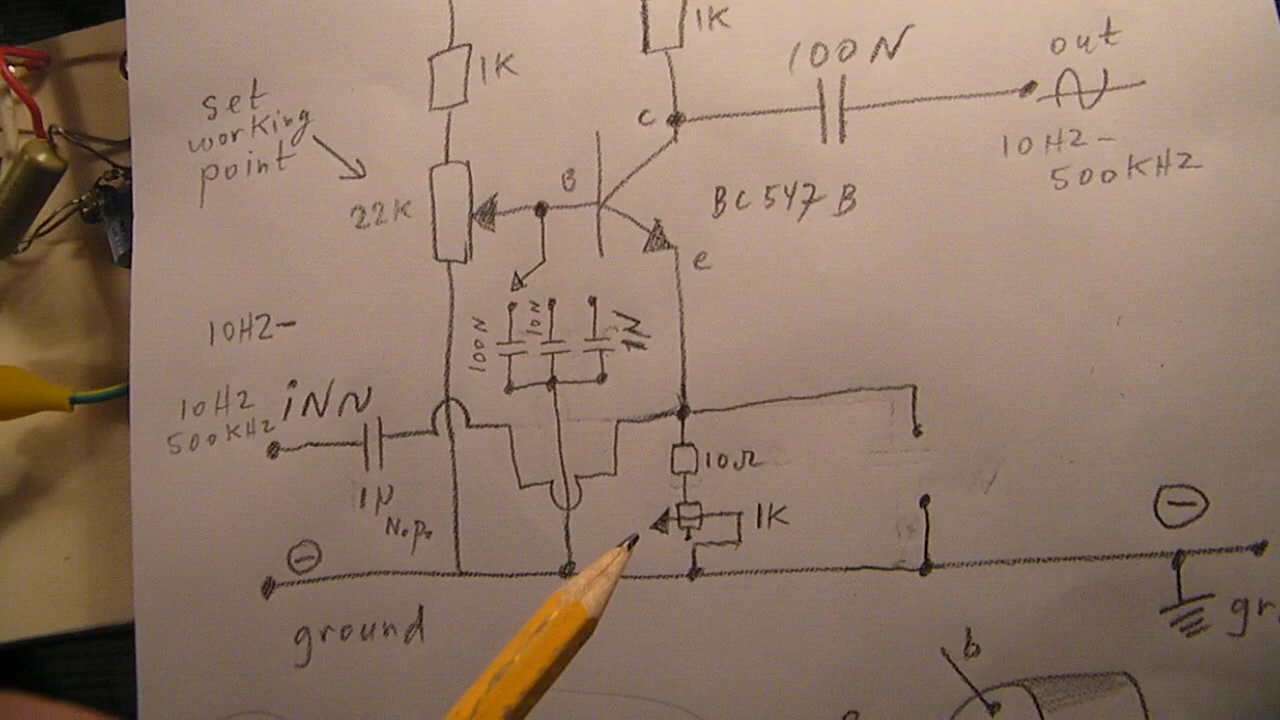 1K
1K
100N
out
set
working
point
C
10HZ-
500KHZ
22K
B
BC547B
e
10HZ-
100N
10N
1N
10HZ
500KHZ
iNN
1µ
N.p.
10Ω
1K
ground
gr
b